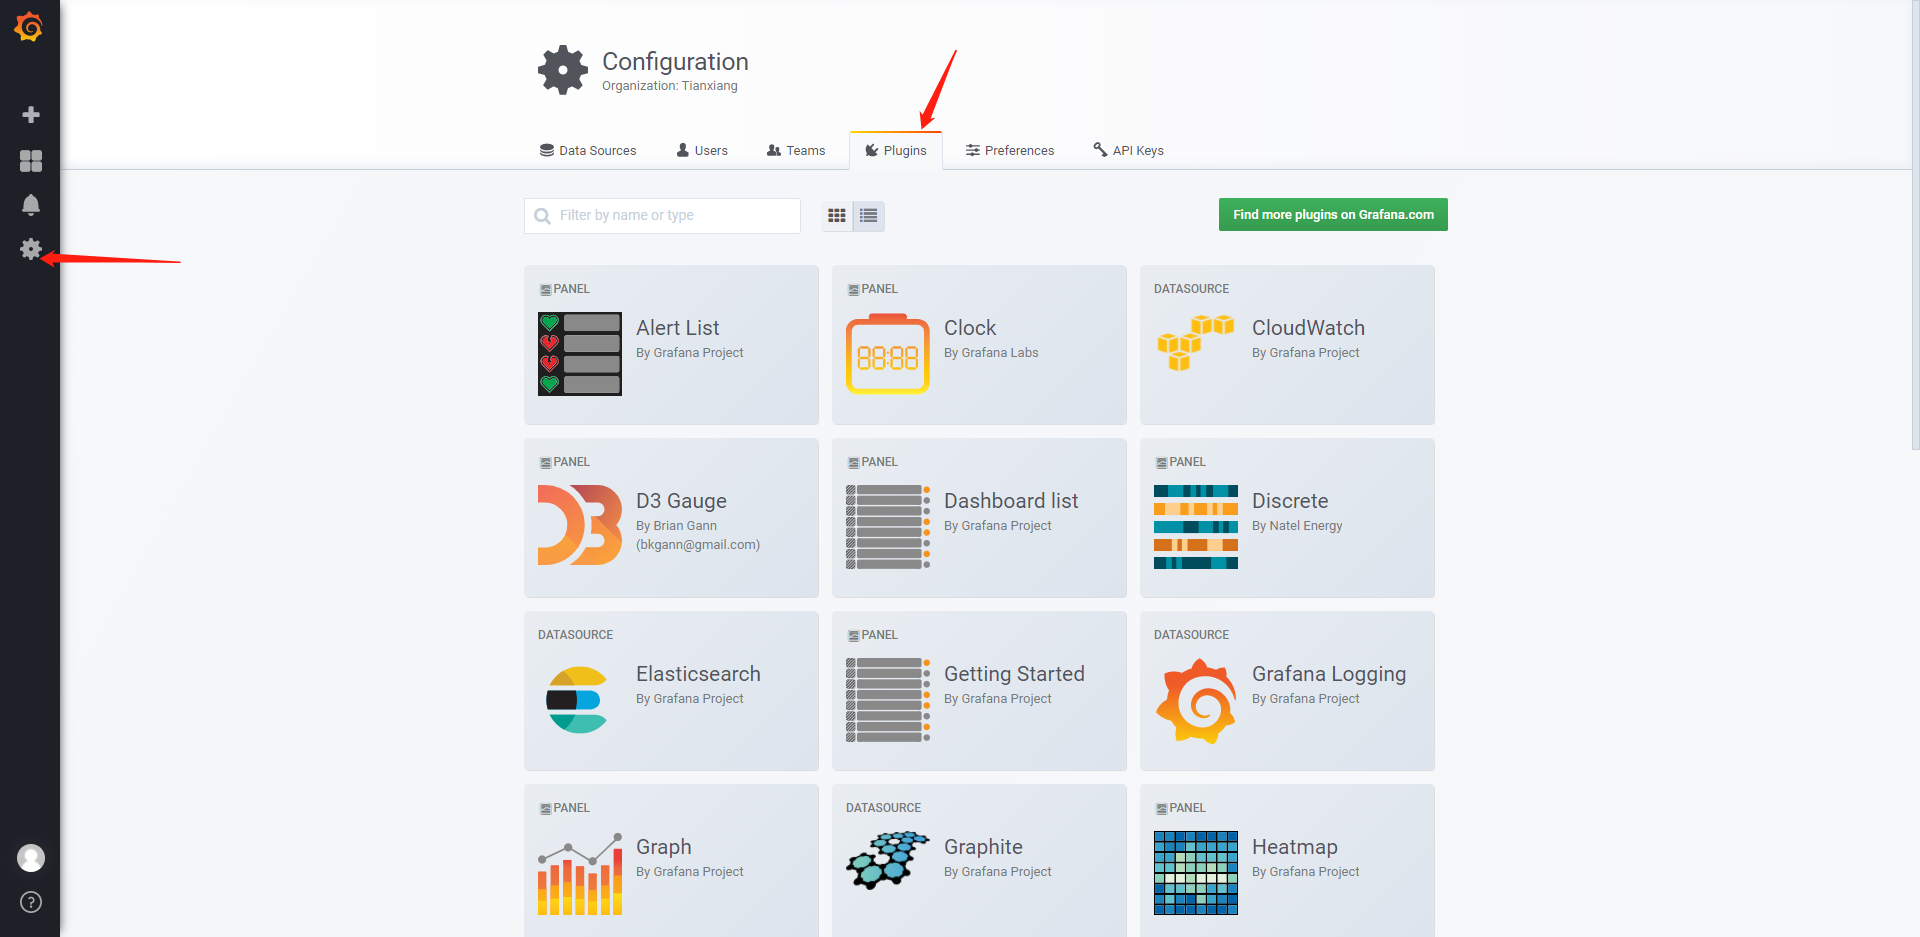 Configuration
Organization: Tianxiang
Data Sources
Users
Teams
Plugins
Preferences
API Keys
Filter by name or type
Find more plugins on Grafana.com
PANEL
Alert List
By Grafana Project
PANEL
88:88
Clock
By Grafana Labs
DATASOURCE
CloudWatch
By Grafana Project
PANEL
D3
D3 Gauge
By Brian Gann
(bkgann@gmail.com)
PANEL
Dashboard list
By Grafana Project
PANEL
Discrete
By Natel Energy
DATASOURCE
Elasticsearch
By Grafana Project
PANEL
Getting Started
By Grafana Project
DATASOURCE
Grafana Logging
By Grafana Project
PANEL
Graph
By Grafana Project
DATASOURCE
Graphite
By Grafana Project
PANEL
Heatmap
By Grafana Project
?